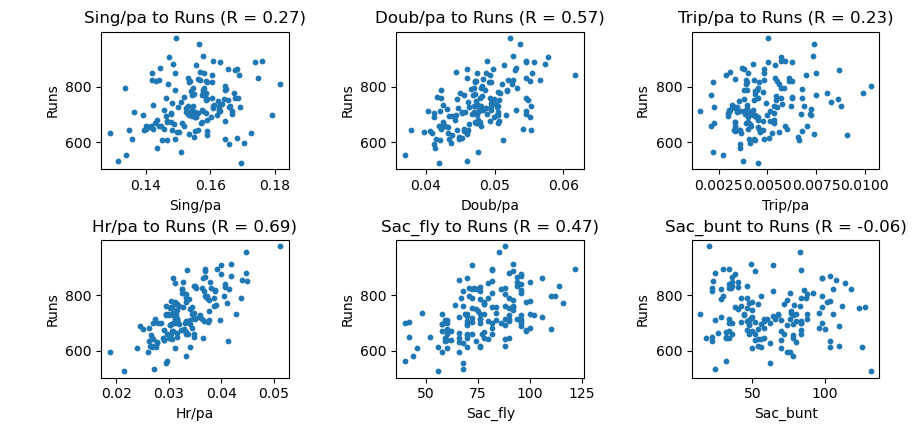 Sing/pa to Runs (R = 0.27)
Doub/pa to Runs (R = 0.57)
Trip/pa to Runs (R = 0.23)
Runs
800
600
0.14 0.16 0.18
Sing/pa
Runs
800
600
0.04 0.05 0.06
Doub/pa
Runs
800
600
0.0025 0.0050 0.0075 0.0100
Trip/pa
Hr/pa to Runs (R = 0.69)
Sac_fly to Runs (R = 0.47)
Sac_bunt to Runs (R = -0.06)
Runs
800
600
0.02 0.03 0.04 0.05
Hr/pa
Runs
800
600
50 75 100 125
Sac_fly
Runs
800
600
50 100
Sac_bunt